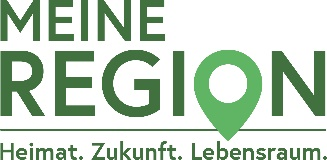 MEINE
REGION
Heimat. Zukunft. Lebensraum.